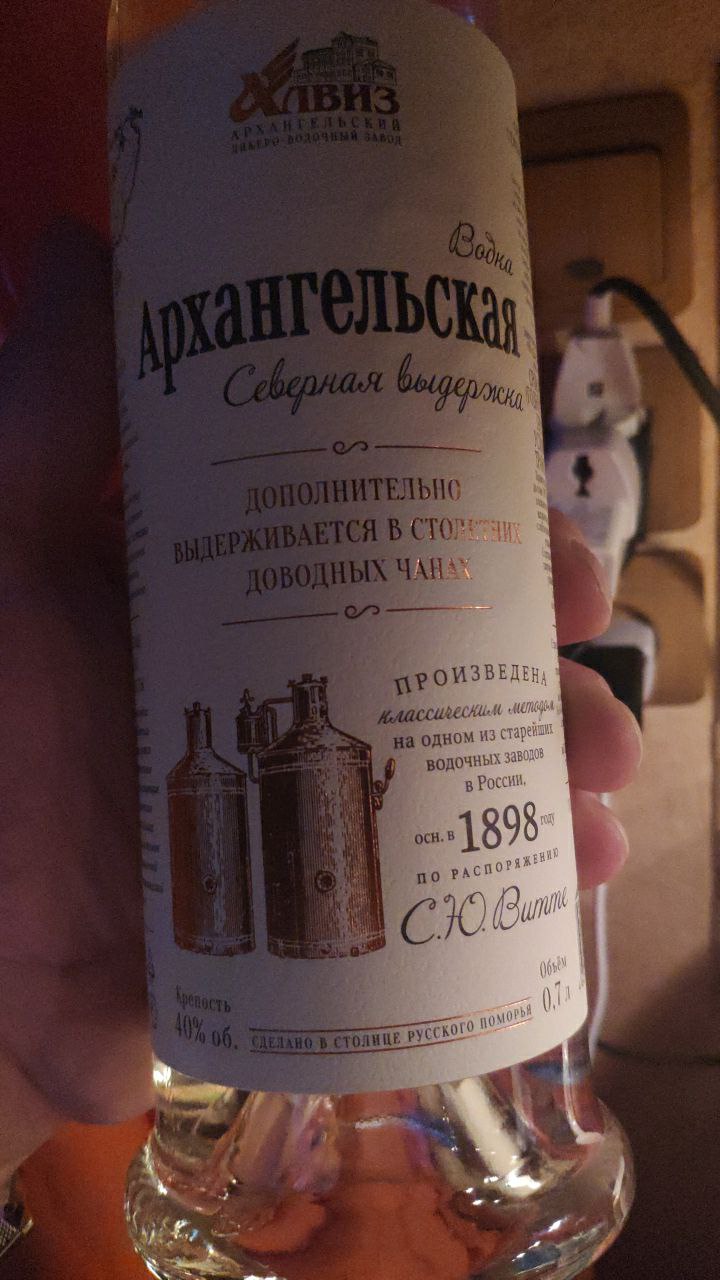 АЛВИЗ
АРХАНГЕЛЬСКИЙ
ЛИКЕРО-ВОДОЧНЫЙ ЗАВОД
Водка
Архангельская
Северная выдержка
ДОПОЛНИТЕЛЬНО
ВЫДЕРЖИВАЕТСЯ В СТОЛЕТНИХ
ДОВОДНЫХ ЧАНАХ
ПРОИЗВЕДЕНА
классическим методом
на одном из старейших
водочных заводов
в России,
осн. в 1898 году
ПО РАСПОРЯЖЕНИЮ
С.Ю. Витте
Крепость
40% об.
СДЕЛАНО В СТОЛИЦЕ РУССКОГО ПОМОРЬЯ
Объём
0,7 л